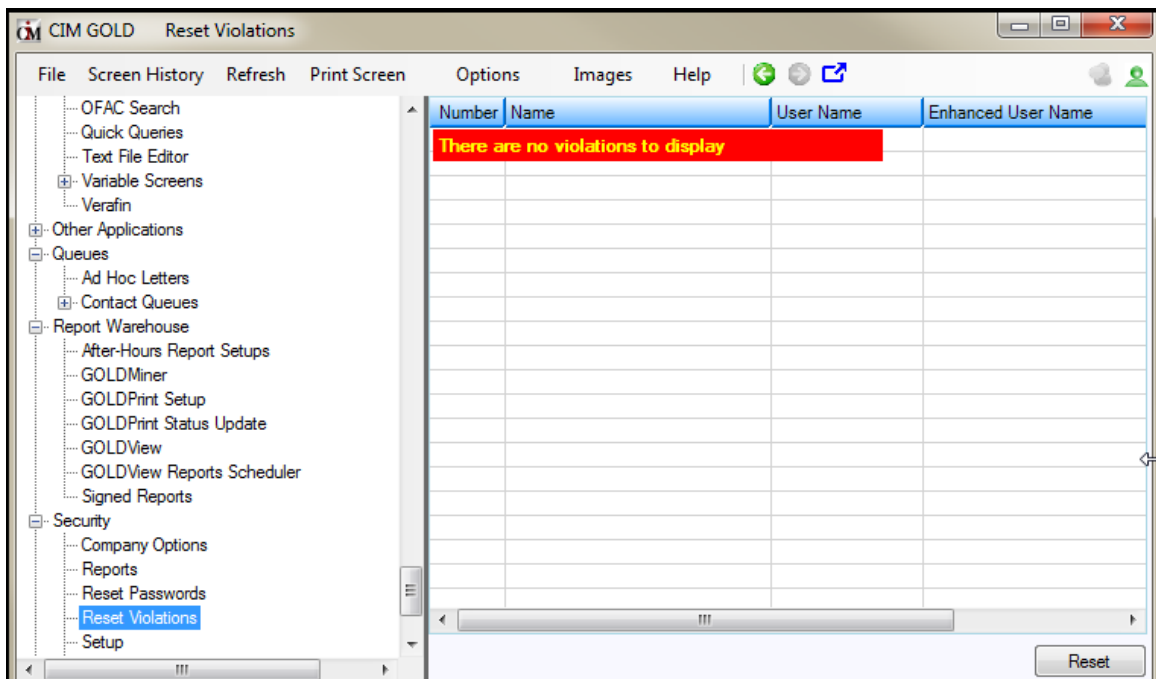 CIM GOLD Reset Violations
File Screen History Refresh Print Screen Options Images Help
OFAC Search
Quick Queries
Text File Editor
Variable Screens
Verafin
Other Applications
Queues
Ad Hoc Letters
Contact Queues
Report Warehouse
After-Hours Report Setups
GOLDMiner
GOLDPrint Setup
GOLDPrint Status Update
GOLDView
GOLDView Reports Scheduler
Signed Reports
Security
Company Options
Reports
Reset Passwords
Reset Violations
Setup
Number Name User Name Enhanced User Name
There are no violations to display
Reset